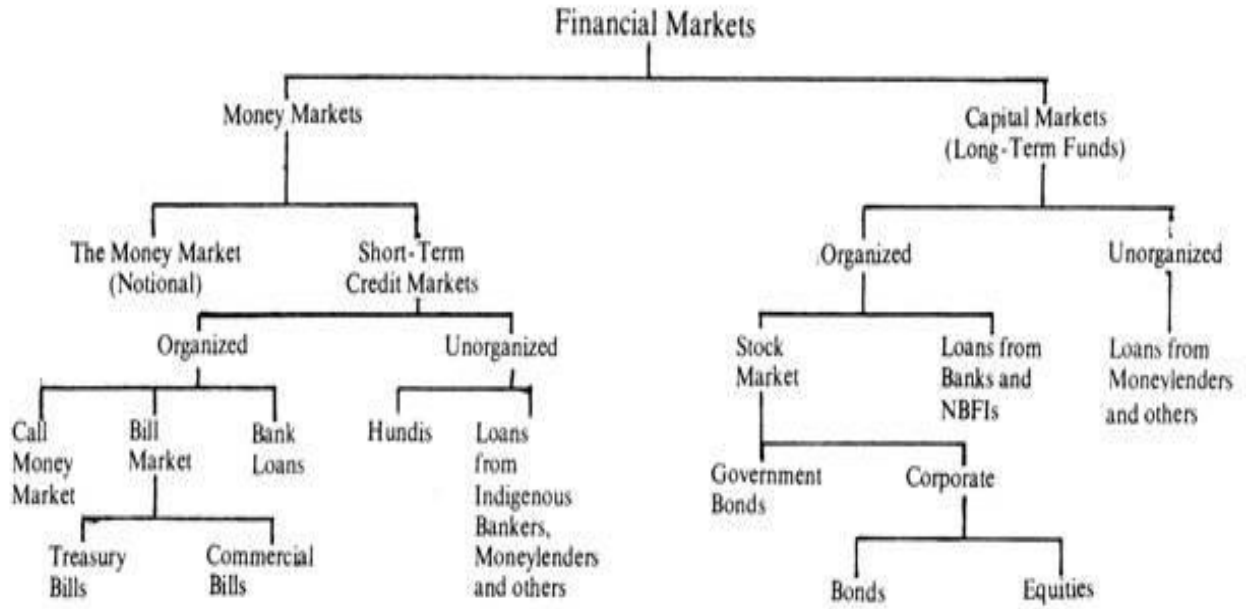 Financial Markets
Money Markets
Capital Markets
(Long-Term Funds)
The Money Market
(Notional)
Short-Term
Credit Markets
Organized
Unorganized
Organized
Unorganized
Stock
Market
Loans from
Banks and
NBFIs
Loans from
Moneylenders
and others
Call
Money
Market
Bill
Market
Bank
Loans
Hundis
Loans
from
Indigenous
Bankers,
Moneylenders
and others
Government
Bonds
Corporate
Treasury
Bills
Commercial
Bills
Bonds
Equities